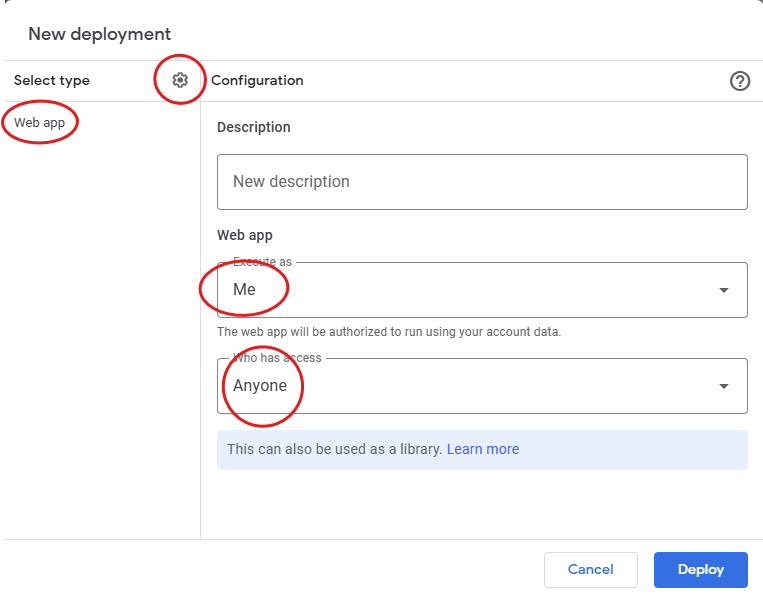 New deployment
Select type
Configuration
Web app
Description
New description
Web app
Execute as
Me
The web app will be authorized to run using your account data.
Who has access
Anyone
This can also be used as a library. Learn more
Cancel
Deploy